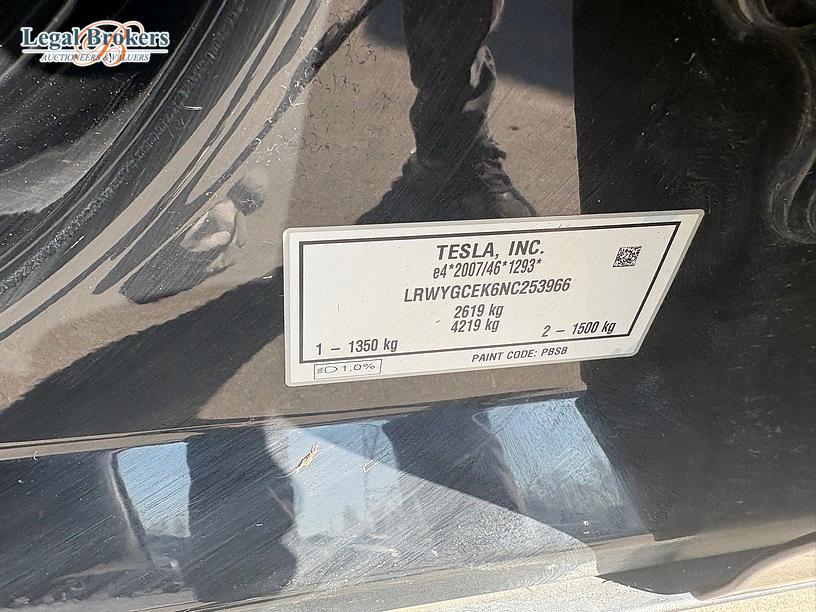 Legal Brokers
AUCTIONEERS & VALUERS
TESLA, INC.
e4*2007/46*1293*
LRWYGCEK6NC253966
2619 kg
4219 kg
1 - 1350 kg
2 - 1500 kg
1.0%
PAINT CODE: PBSB